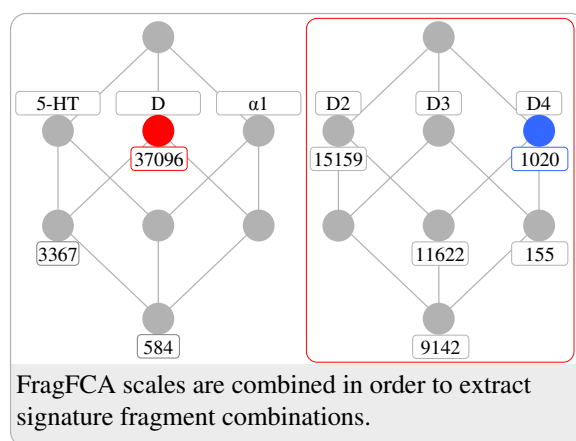 5-HT D α1 D2 D3 D4
37096 15159 1020
3367 11622 155
584 9142
FragFCA scales are combined in order to extract
signature fragment combinations.